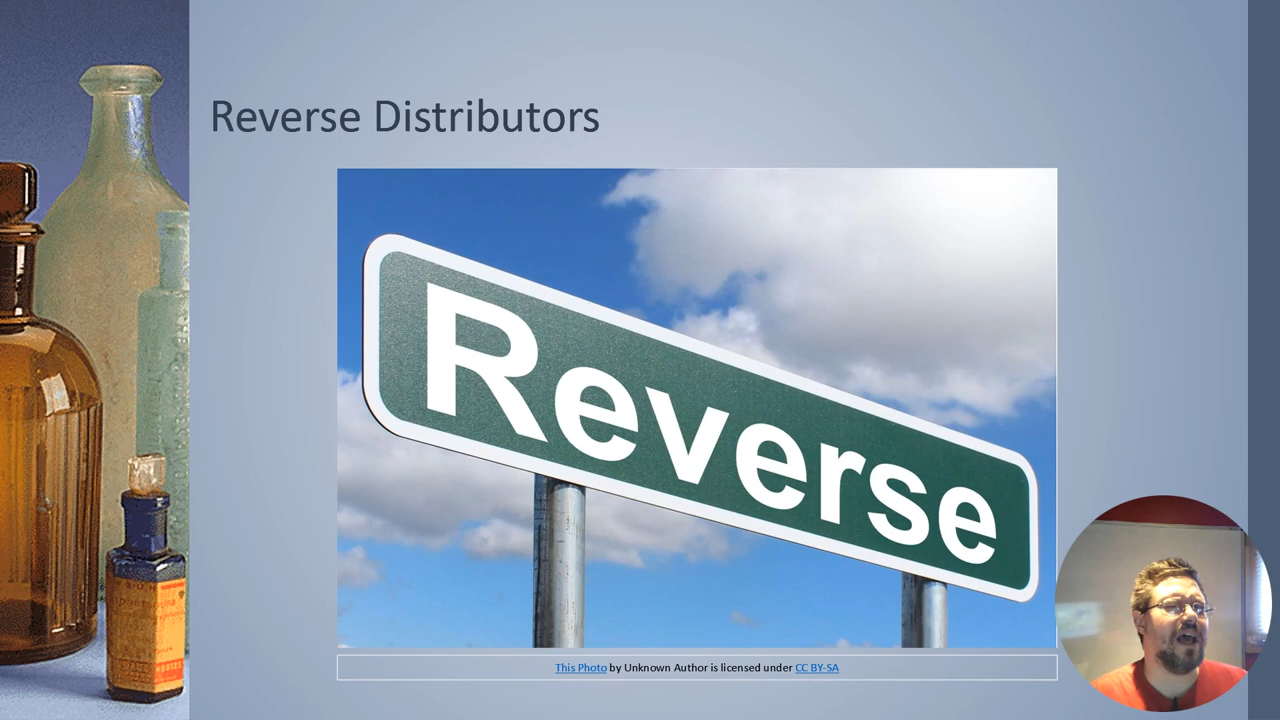 Reverse Distributors
Reverse
This Photo by Unknown Author is licensed under CC BY-SA